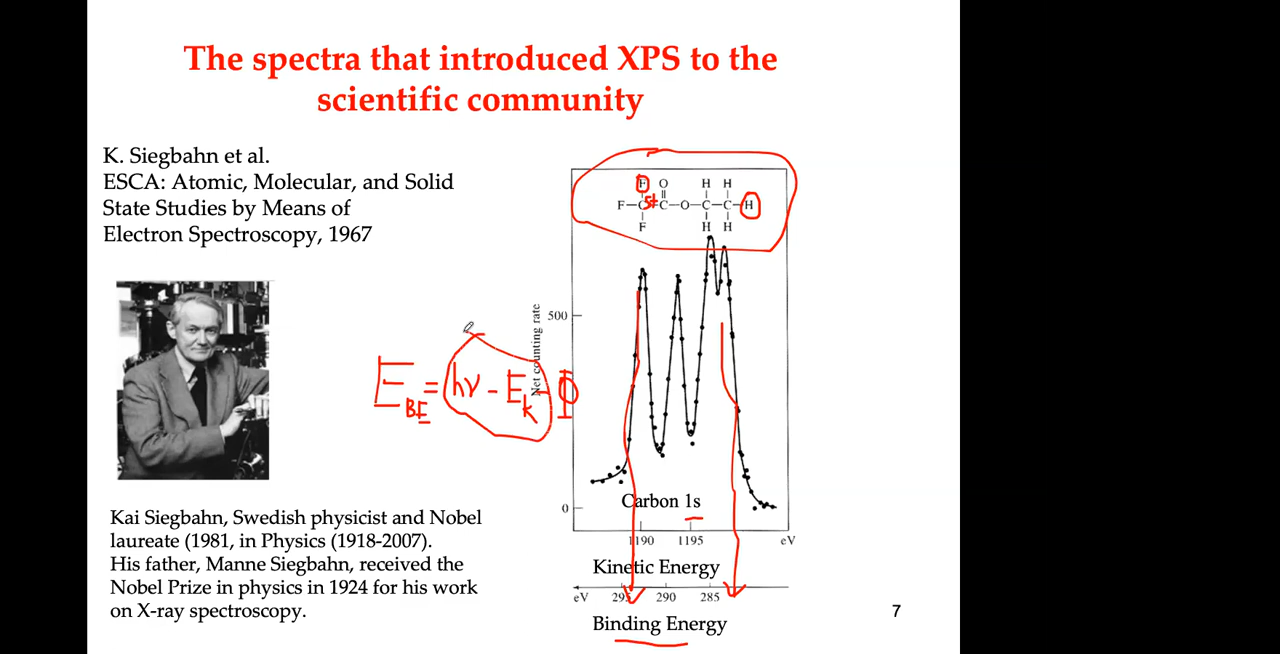 The spectra that introduced XPS to the
scientific community
K. Siegbahn et al.
ESCA: Atomic, Molecular, and Solid
State Studies by Means of
Electron Spectroscopy, 1967
F O H H
F–C 5+ C–O–C–C–H
F H H
500
Net counting rate
E_BE = hν - E_k - Φ
0
Carbon 1s
1190 1195 eV
Kinetic Energy
eV 295 290 285
Binding Energy
Kai Siegbahn, Swedish physicist and Nobel
laureate (1981, in Physics (1918-2007).
His father, Manne Siegbahn, received the
Nobel Prize in physics in 1924 for his work
on X-ray spectroscopy.
7